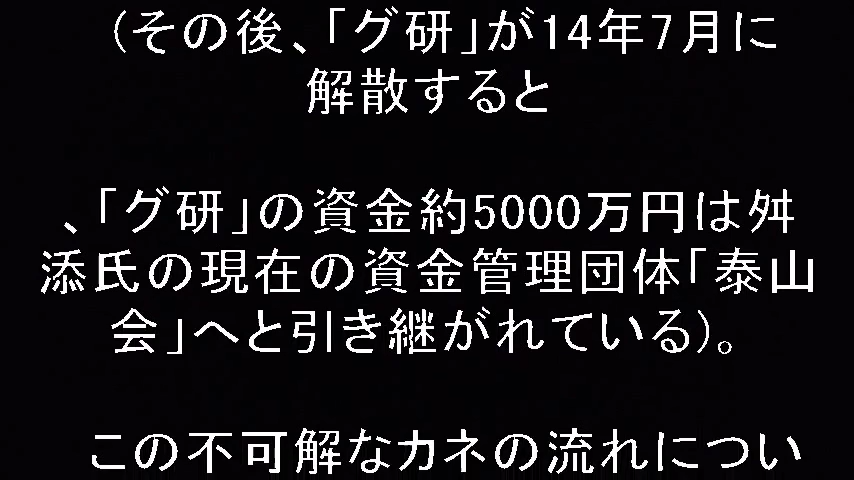 (その後、「グ研」が14年7月に
解散すると
、「グ研」の資金約5000万円は舛
添氏の現在の資金管理団体「泰山
会」へと引き継がれている)。
この不可解なカネの流れについ